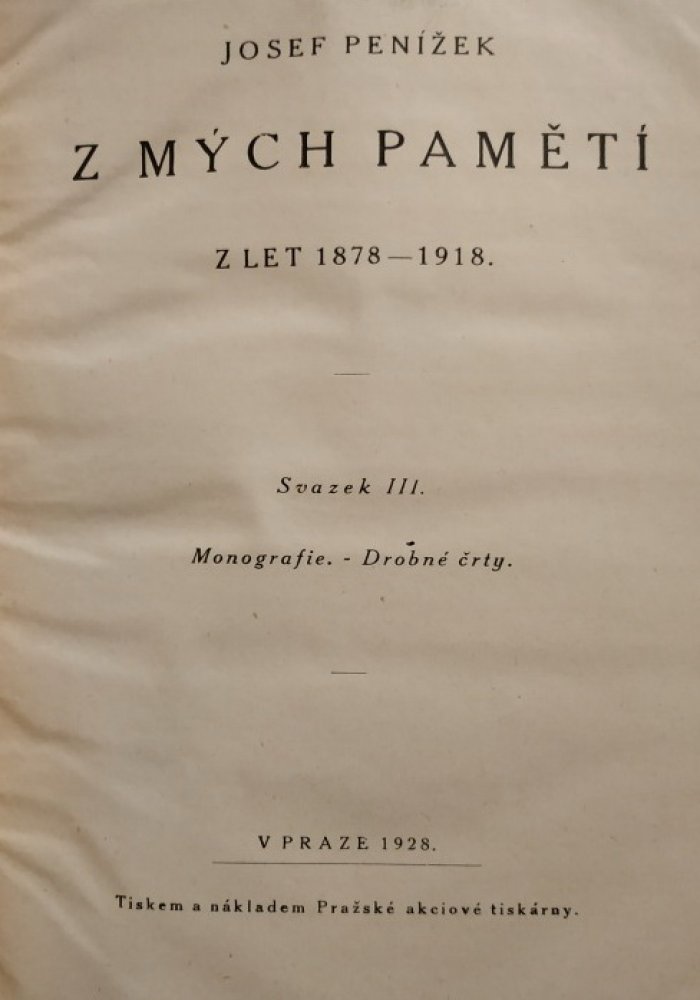 JOSEF PENÍŽEK
Z MÝCH PAMĚTÍ
Z LET 1878—1918.
Svazek III.
Monografie. - Drobné črty.
V PRAZE 1928.
Tiskem a nákladem Pražské akciové tiskárny.